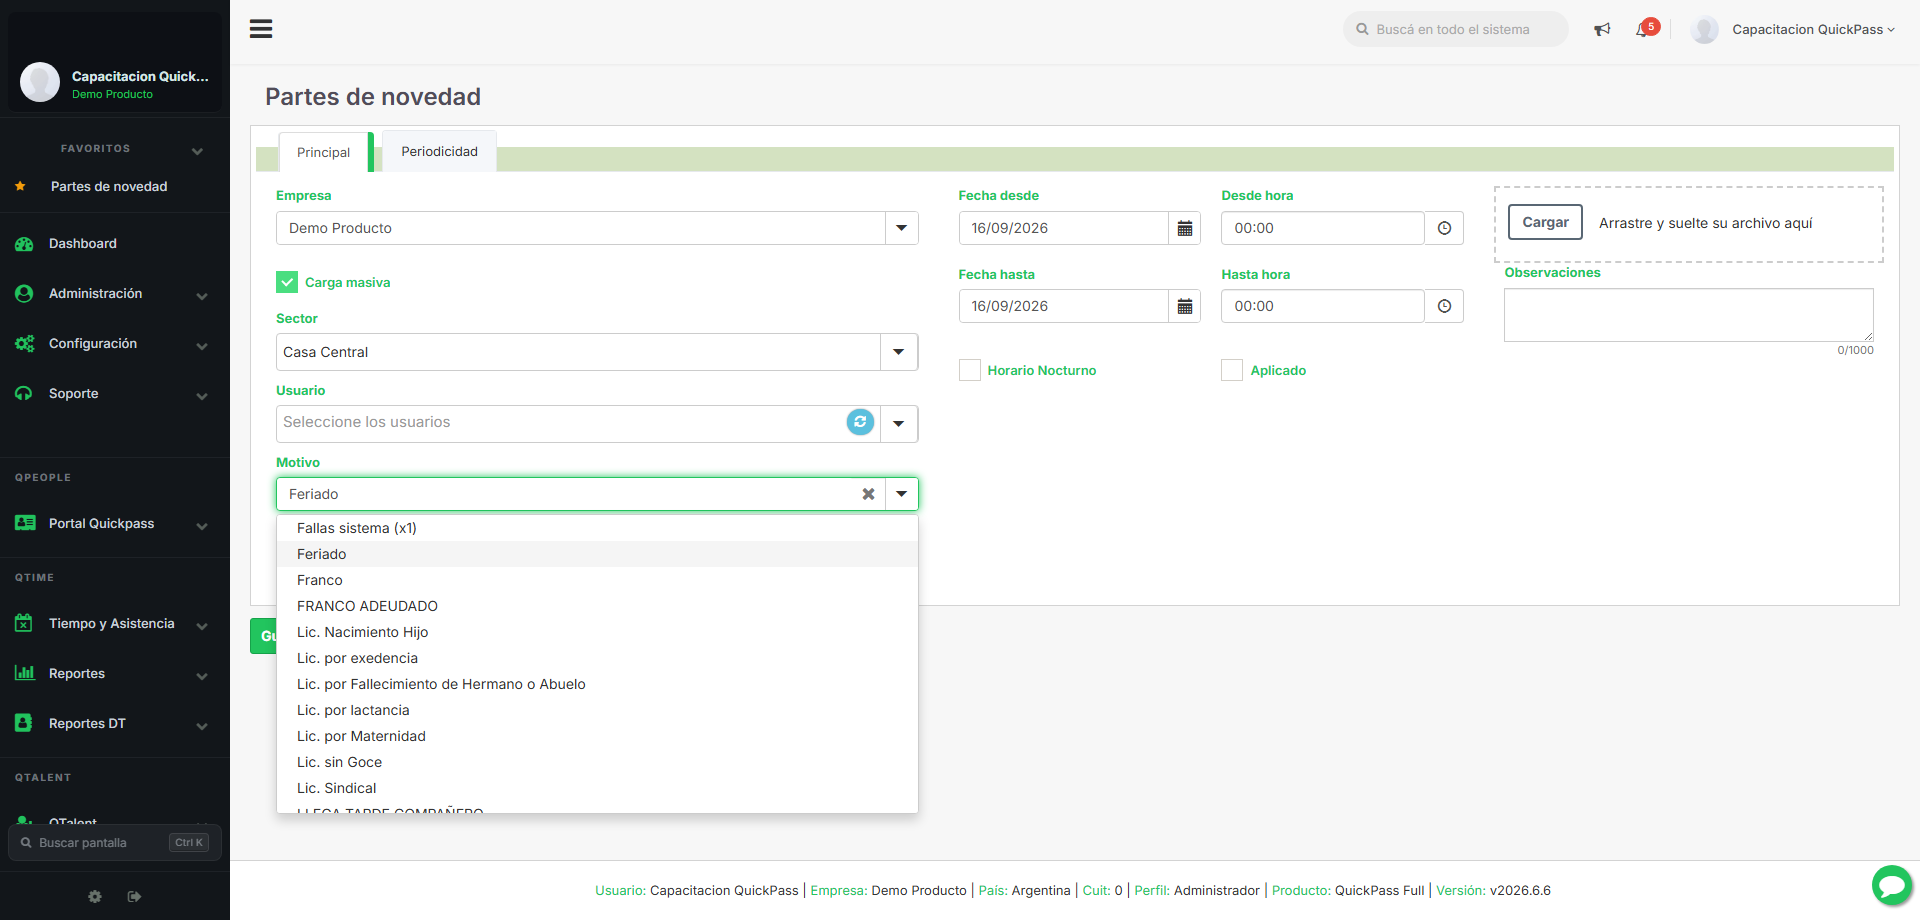 Capacitacion Quick...
Demo Producto
FAVORITOS
Partes de novedad
Dashboard
Administración
Configuración
Soporte
QPEOPLE
Portal Quickpass
QTIME
Tiempo y Asistencia
Reportes
Reportes DT
QTALENT
QTalent
Buscar pantalla
Ctrl K
Buscá en todo el sistema
5
Capacitacion QuickPass
Partes de novedad
Principal
Periodicidad
Empresa
Demo Producto
Carga masiva
Sector
Casa Central
Usuario
Seleccione los usuarios
Motivo
Feriado
Fallas sistema (x1)
Feriado
Franco
FRANCO ADEUDADO
Lic. Nacimiento Hijo
Lic. por exedencia
Lic. por Fallecimiento de Hermano o Abuelo
Lic. por lactancia
Lic. por Maternidad
Lic. sin Goce
Lic. Sindical
LLEGA TARDE COMPAÑERO
Fecha desde
16/09/2026
Desde hora
00:00
Fecha hasta
16/09/2026
Hasta hora
00:00
Horario Nocturno
Aplicado
Cargar
Arrastre y suelte su archivo aquí
Observaciones
0/1000
Usuario: Capacitacion QuickPass | Empresa: Demo Producto | País: Argentina | Cuit: 0 | Perfil: Administrador | Producto: QuickPass Full | Versión: v2026.6.6